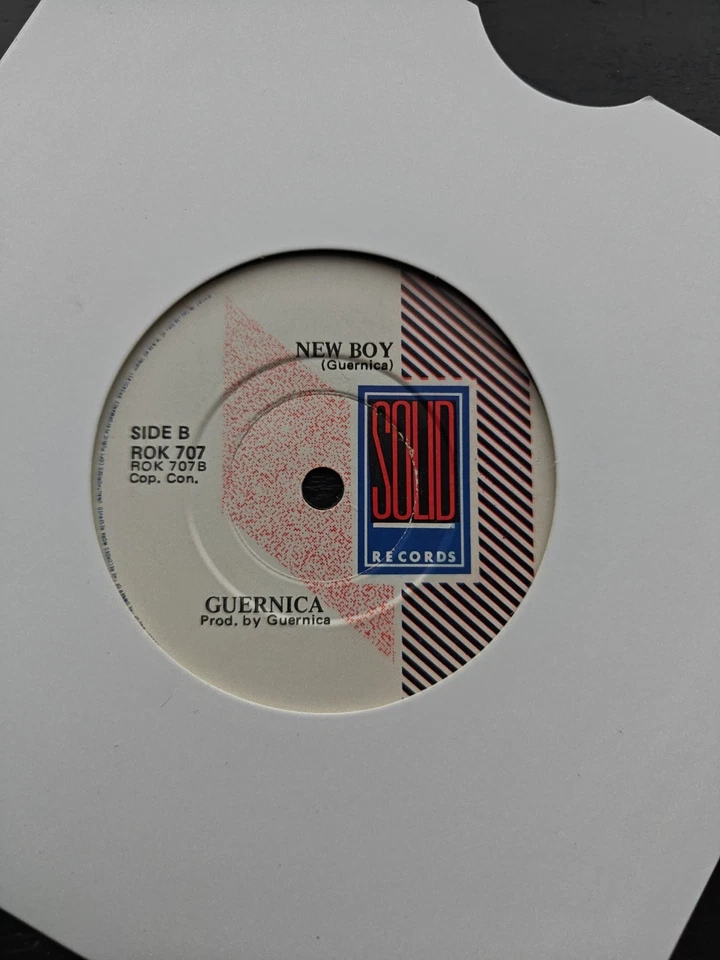 NEW BOY
(Guernica)
SIDE B
ROK 707
ROK 707B
Cop. Con.
SOLID
RECORDS
GUERNICA
Prod. by Guernica